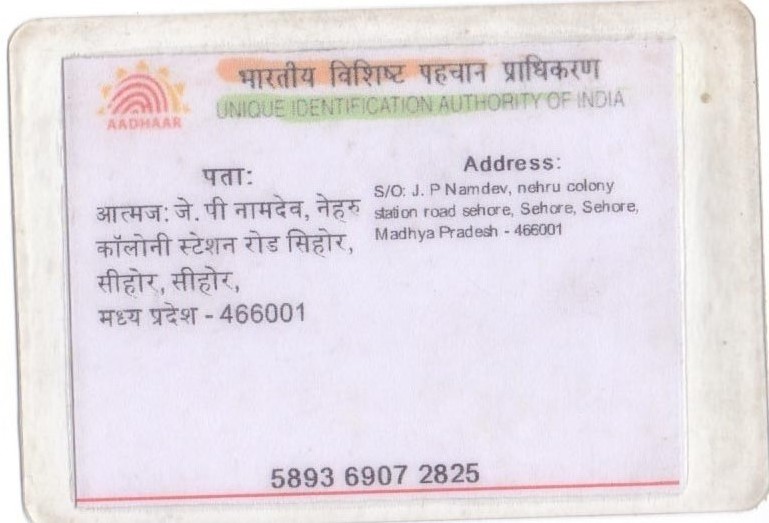 भारतीय विशिष्ट पहचान प्राधिकरण
UNIQUE IDENTIFICATION AUTHORITY OF INDIA
AADHAAR
पता:
आत्मज: जे. पी नामदेव, नेहरु
कॉलोनी स्टेशन रोड सिहोर,
सीहोर, सीहोर,
मध्य प्रदेश - 466001
Address:
S/O: J. P Namdev, nehru colony
station road sehore, Sehore, Sehore,
Madhya Pradesh - 466001
5893 6907 2825